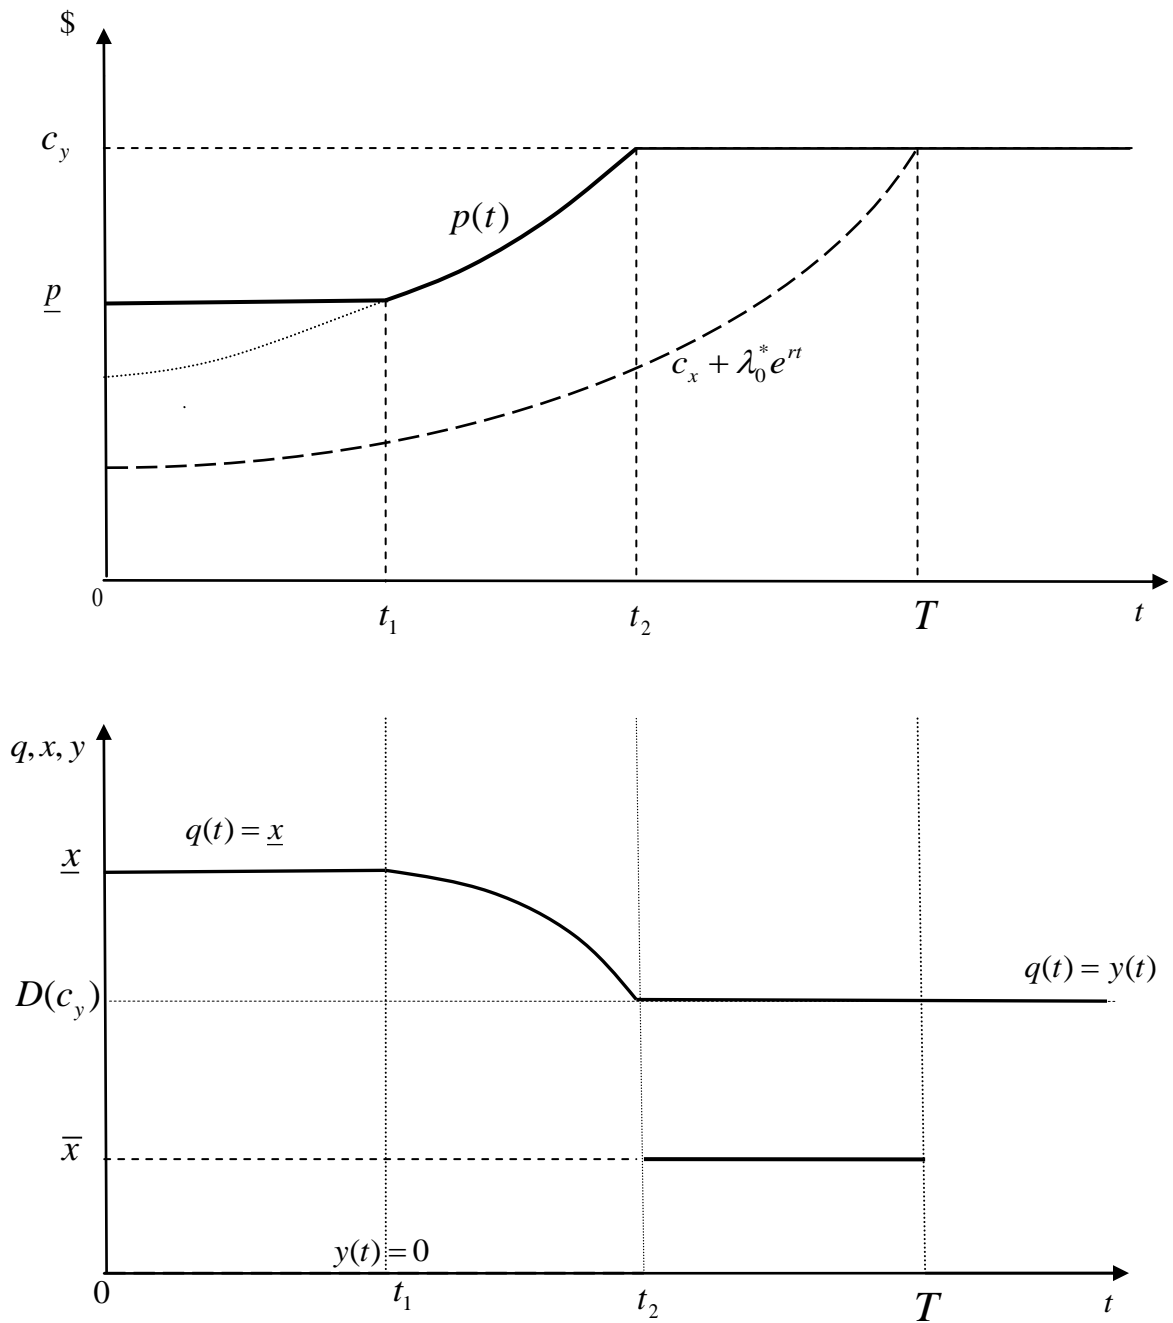 $
c_y
p(t)
p̲
c_x + λ_0^* e^{rt}
0
t_1
t_2
T
t
q, x, y
q(t) = x̲
x̲
q(t) = y(t)
D(c_y)
x̄
y(t) = 0
0
t_1
t_2
T
t